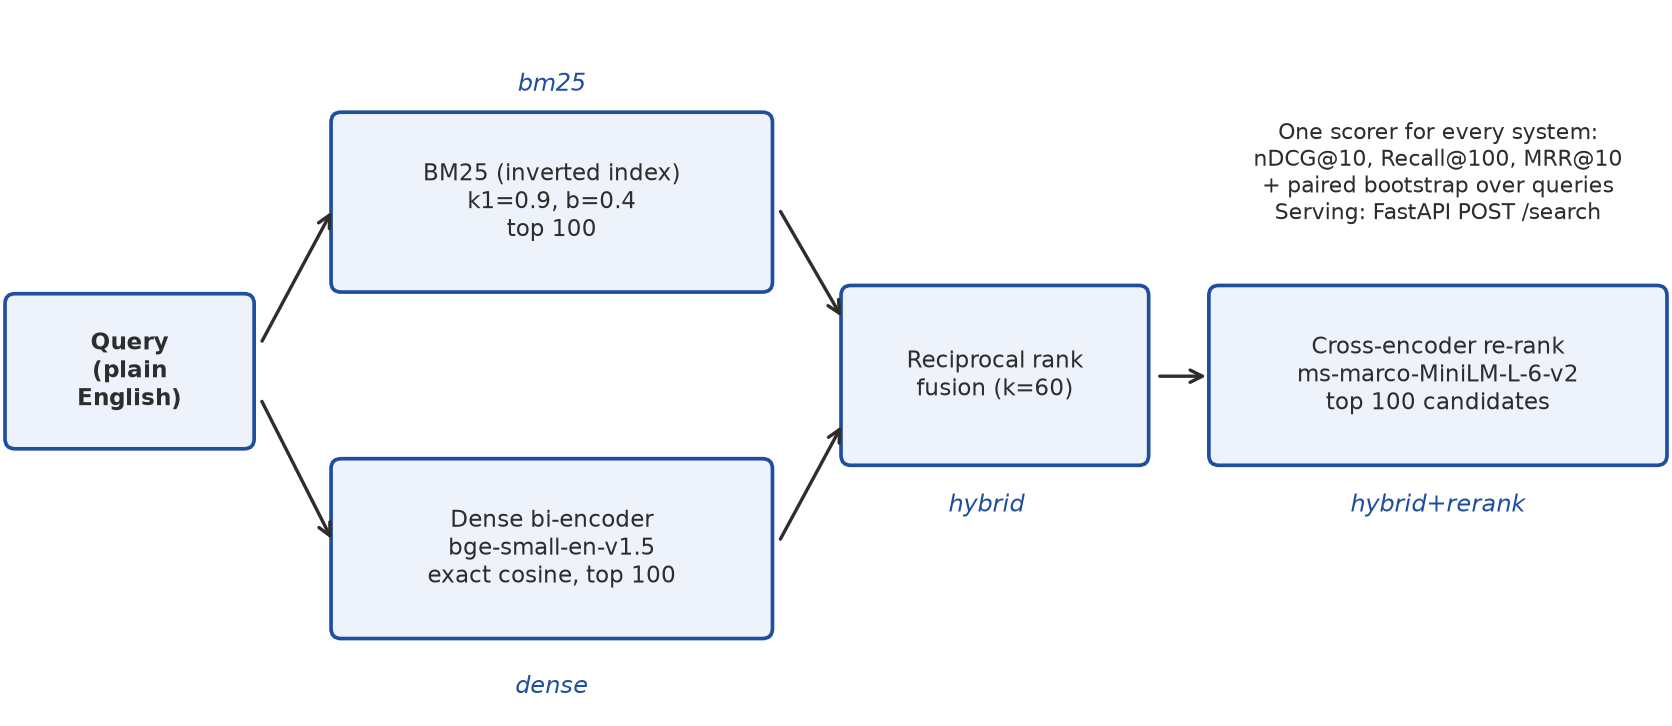 bm25
BM25 (inverted index)
k1=0.9, b=0.4
top 100
One scorer for every system:
nDCG@10, Recall@100, MRR@10
+ paired bootstrap over queries
Serving: FastAPI POST /search
Query
(plain
English)
Reciprocal rank
fusion (k=60)
hybrid
Cross-encoder re-rank
ms-marco-MiniLM-L-6-v2
top 100 candidates
hybrid+rerank
Dense bi-encoder
bge-small-en-v1.5
exact cosine, top 100
dense